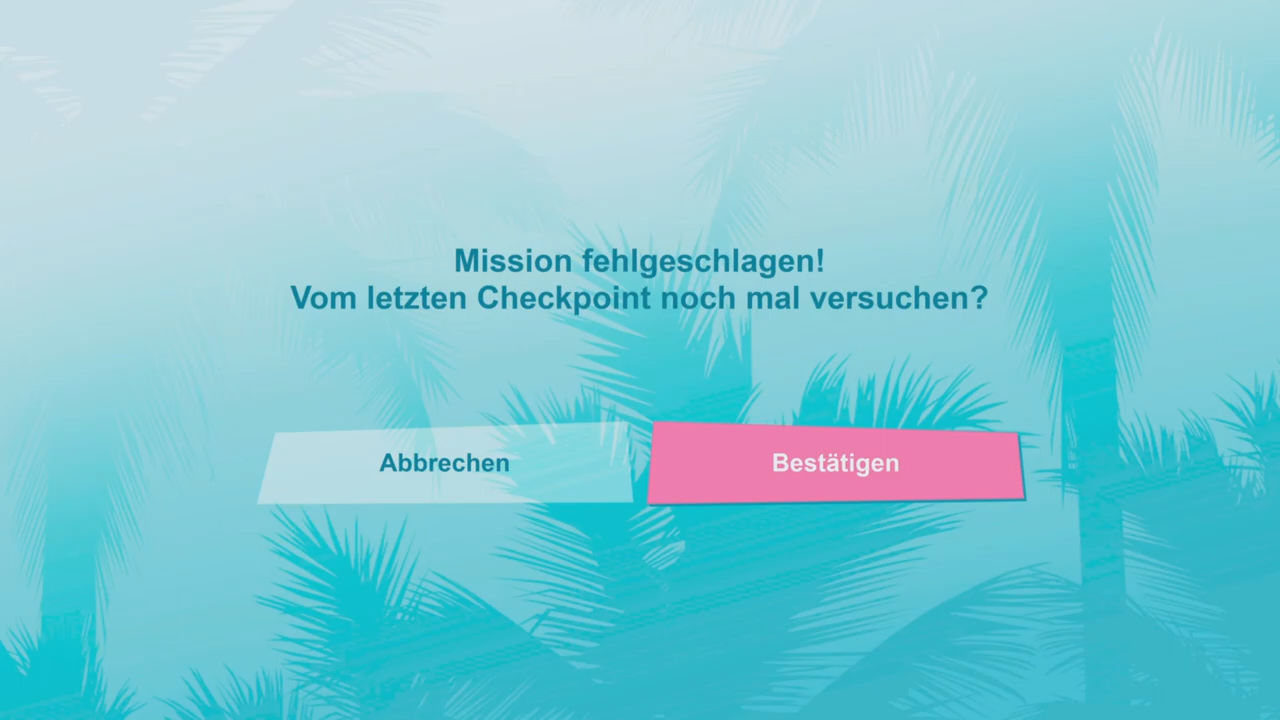 Mission fehlgeschlagen!
Vom letzten Checkpoint noch mal versuchen?
Abbrechen
Bestätigen